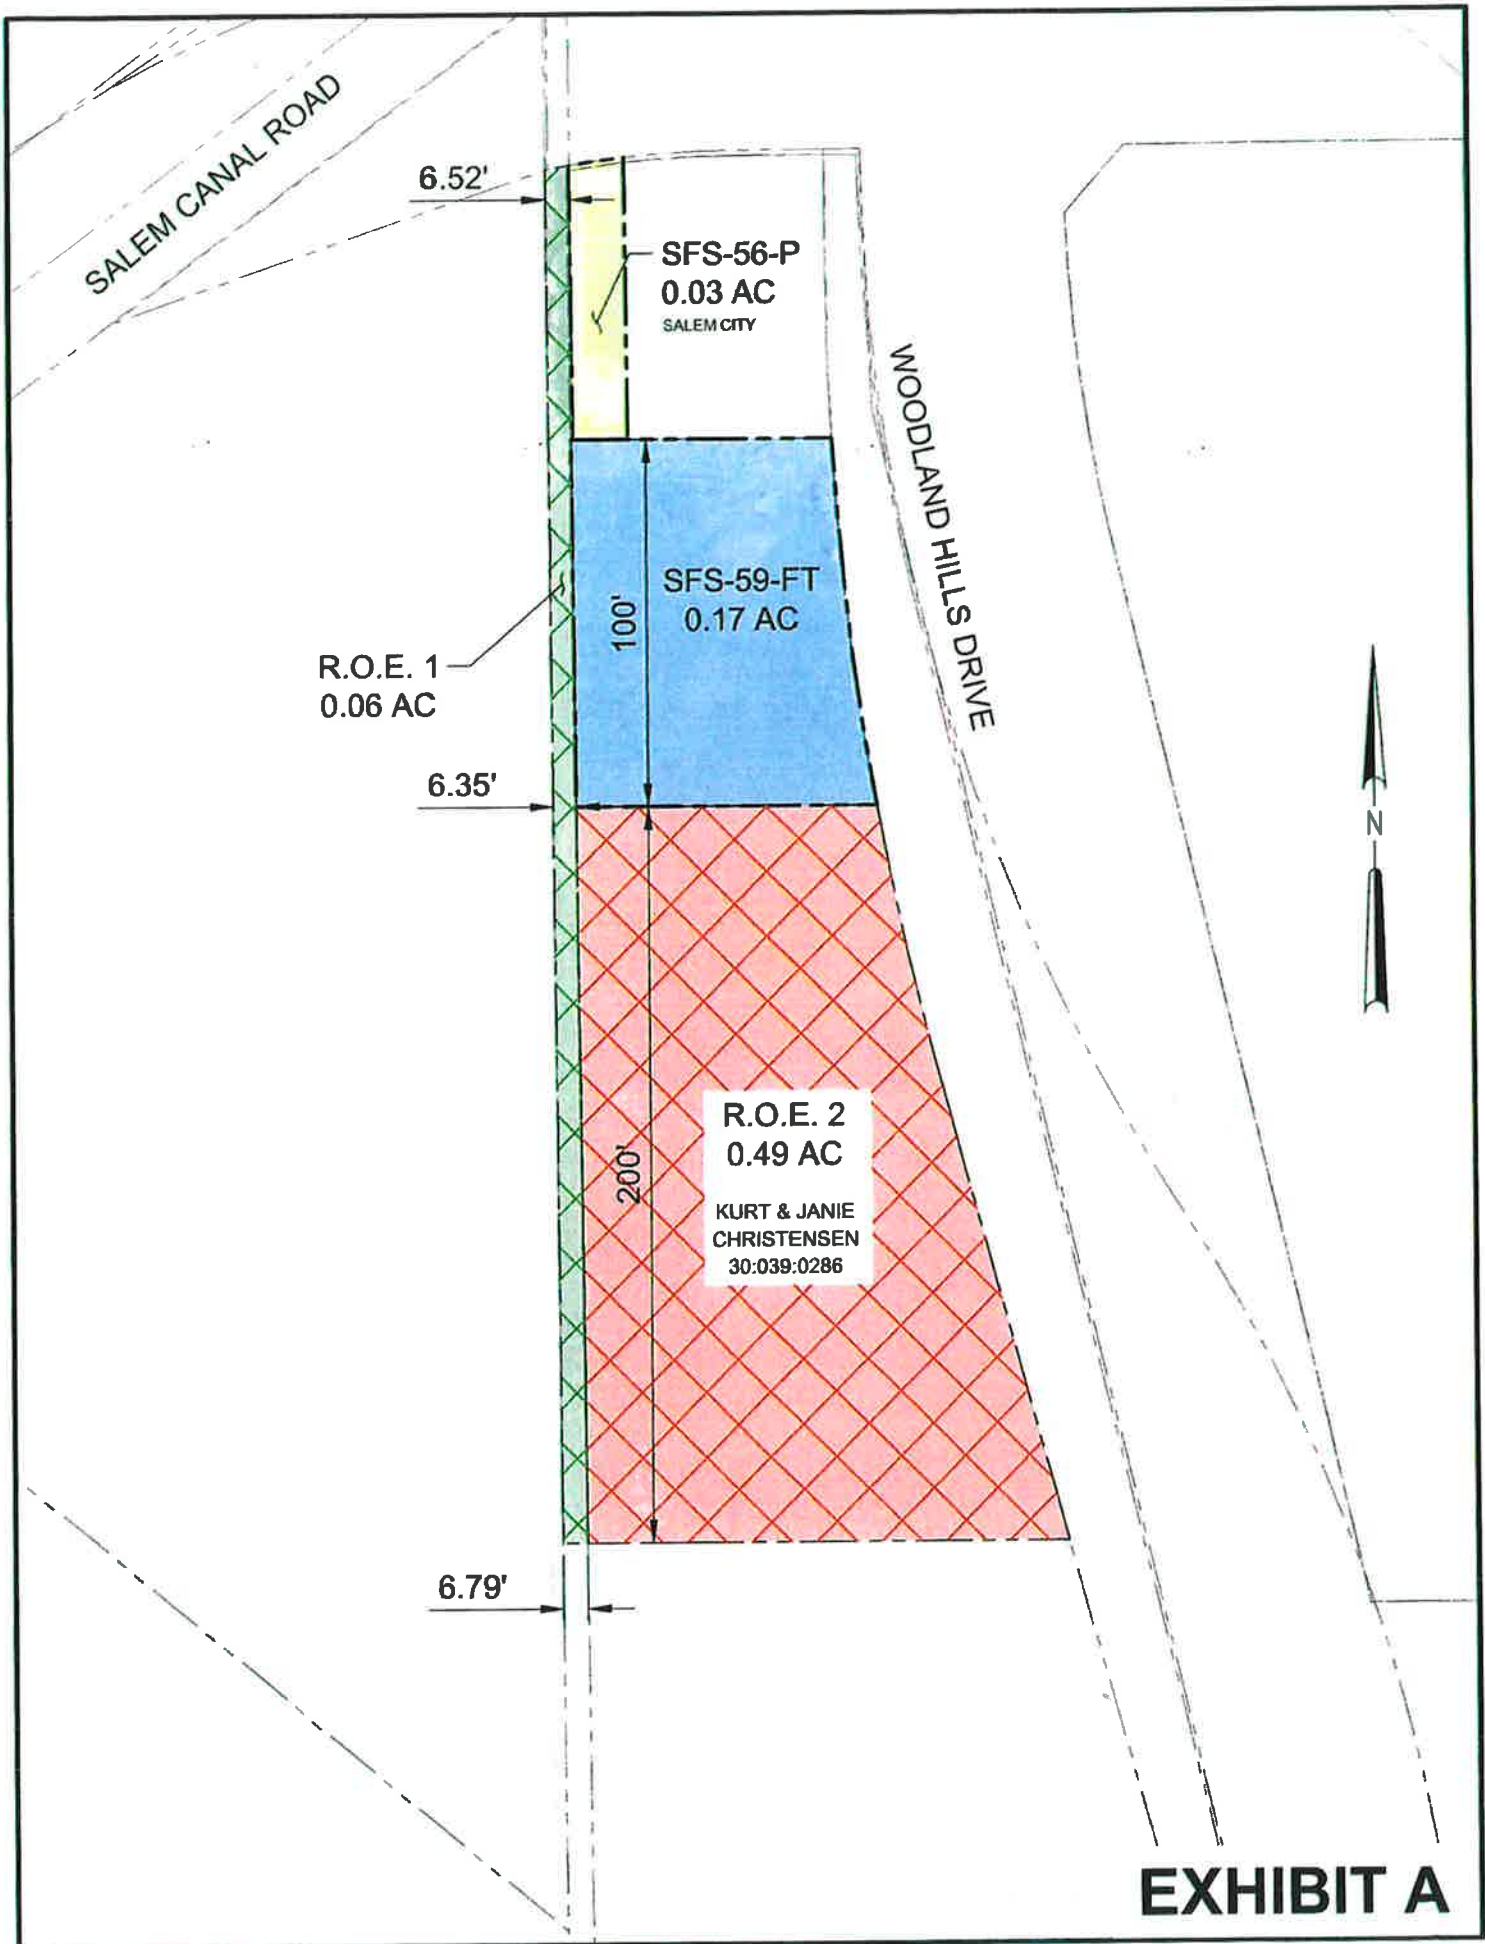 SALEM CANAL ROAD
6.52'
SFS-56-P
0.03 AC
SALEM CITY
WOODLAND HILLS DRIVE
SFS-59-FT
0.17 AC
100'
R.O.E. 1
0.06 AC
6.35'
N
R.O.E. 2
0.49 AC
200'
KURT & JANIE
CHRISTENSEN
30:039:0286
6.79'
EXHIBIT A